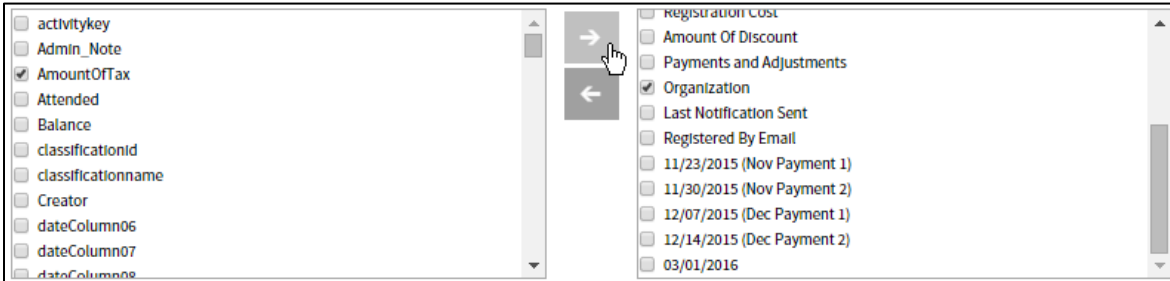 activitykey
Admin_Note
AmountOfTax
Attended
Balance
classificationid
classificationname
Creator
dateColumn06
dateColumn07
dateColumn08
Registration Cost
Amount Of Discount
Payments and Adjustments
Organization
Last Notification Sent
Registered By Email
11/23/2015 (Nov Payment 1)
11/30/2015 (Nov Payment 2)
12/07/2015 (Dec Payment 1)
12/14/2015 (Dec Payment 2)
03/01/2016